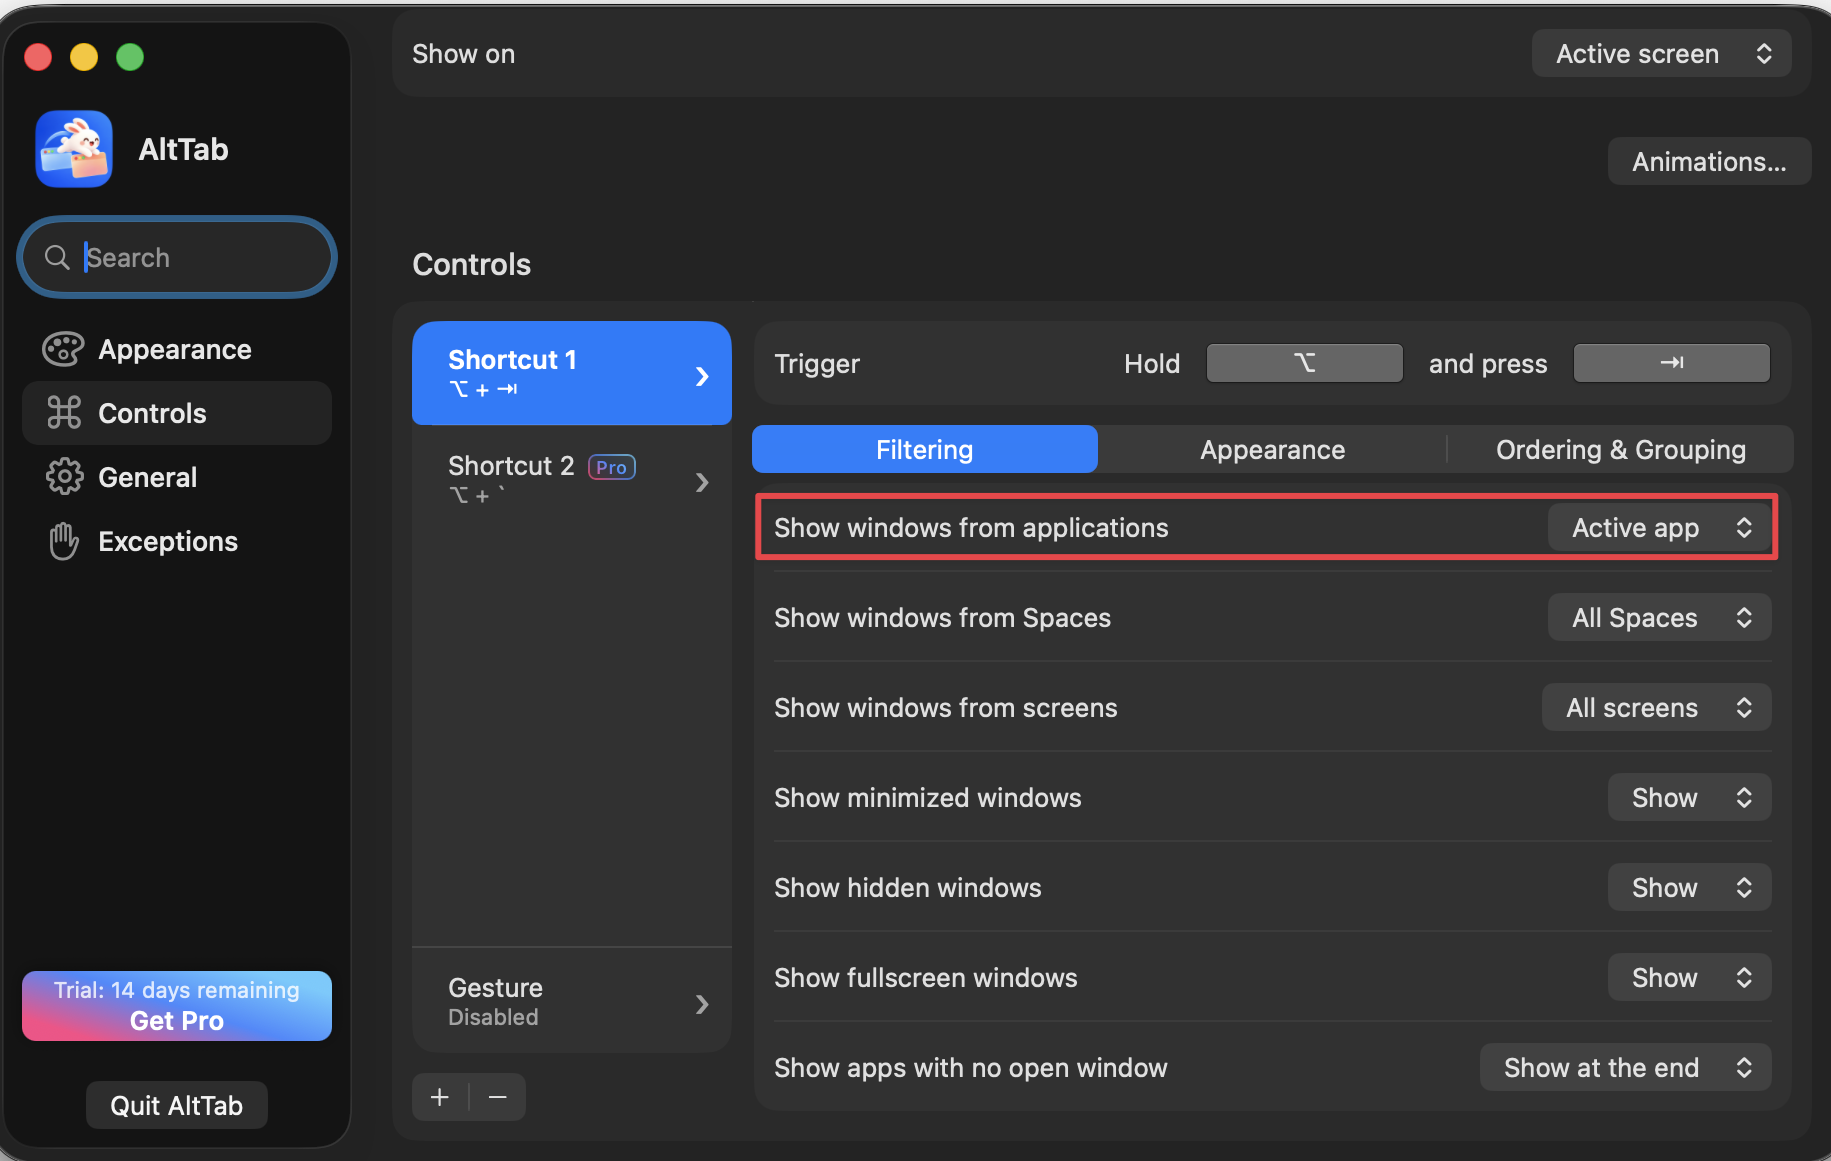 Show on
Active screen
AltTab
Animations...
Search
Controls
Appearance
Controls
General
Exceptions
Shortcut 1
⌥ + ⇥
Shortcut 2 Pro
⌥ + `
Trigger
Hold ⌥ and press ⇥
Filtering
Appearance
Ordering & Grouping
Show windows from applications
Active app
Show windows from Spaces
All Spaces
Show windows from screens
All screens
Show minimized windows
Show
Show hidden windows
Show
Show fullscreen windows
Show
Show apps with no open window
Show at the end
Gesture
Disabled
+ −
Trial: 14 days remaining
Get Pro
Quit AltTab